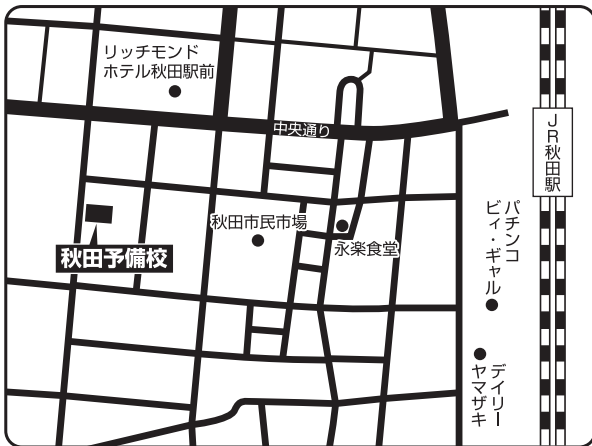 リッチモンド
ホテル秋田駅前
中央通り
JR秋田駅
パチンコ
ビィ・ギャル
秋田市民市場
永楽食堂
秋田予備校
デイリー
ヤマザキ